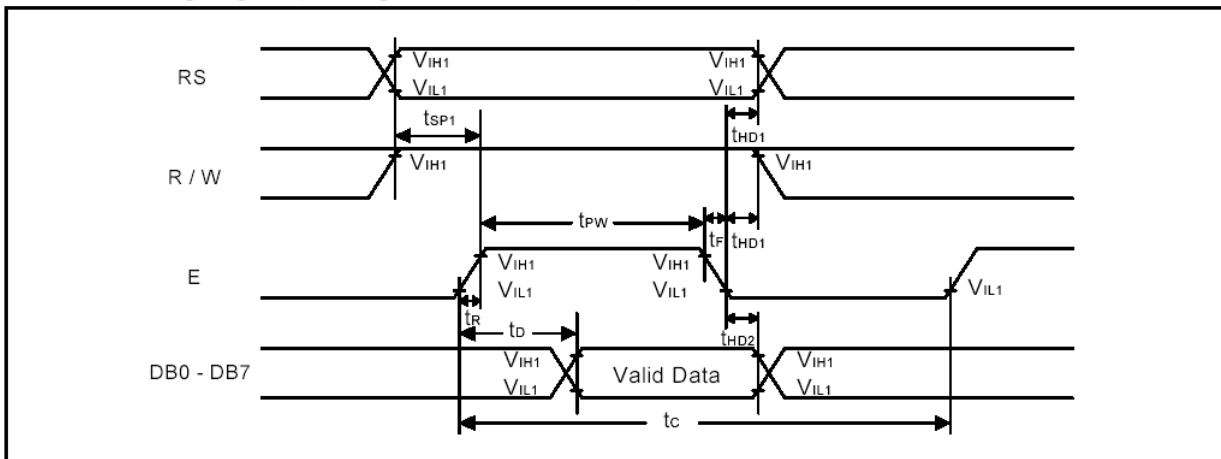 RS
VIH1 VIH1
VIL1 VIL1
tSP1 tHD1
R / W
VIH1 VIH1
tPW tF tHD1
E
VIH1 VIH1
VIL1 VIL1 VIL1
tR tD tHD2
DB0 - DB7
VIH1 Valid Data VIH1
VIL1 VIL1
tC